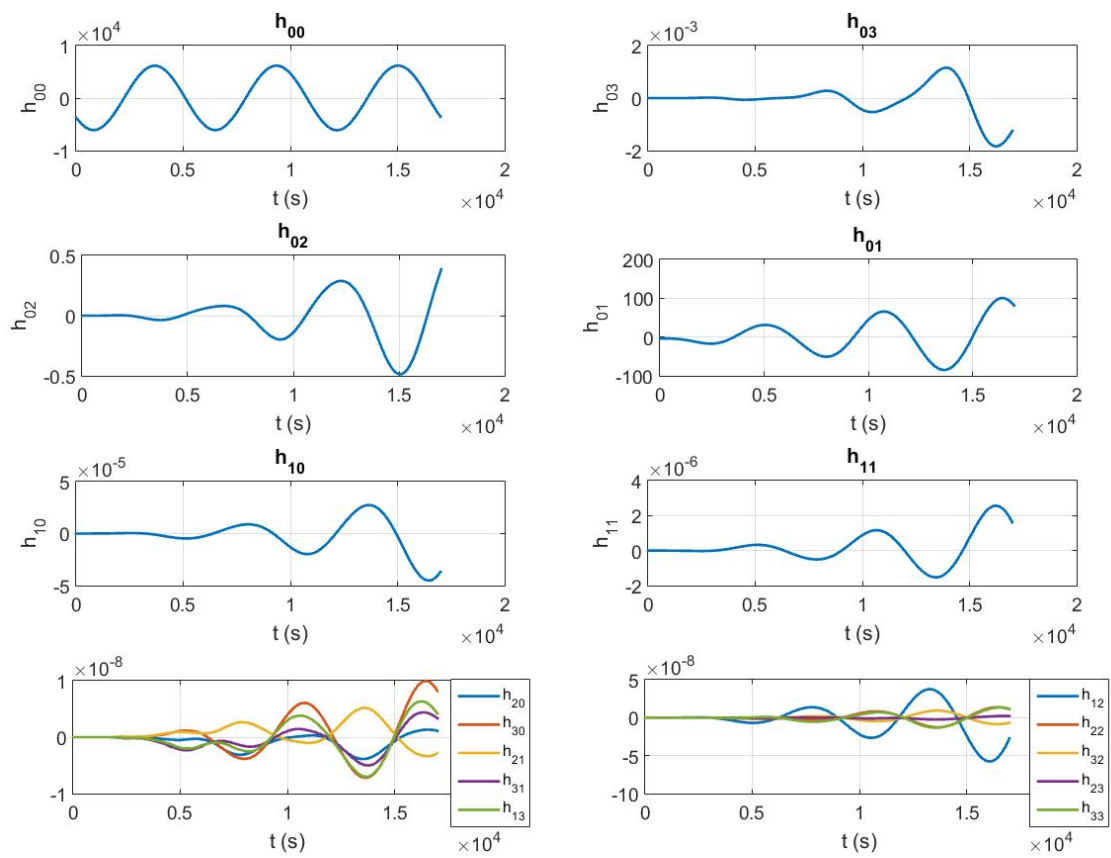 h00
×10^4
1
0
-1
h00
0 0.5 1 1.5 2
t (s)
×10^4
h03
×10^-3
2
0
-2
h03
0 0.5 1 1.5 2
t (s)
×10^4
h02
0.5
0
-0.5
h02
0 0.5 1 1.5 2
t (s)
×10^4
h01
200
100
0
-100
h01
0 0.5 1 1.5 2
t (s)
×10^4
h10
×10^-5
5
0
-5
h10
0 0.5 1 1.5 2
t (s)
×10^4
h11
×10^-6
4
2
0
-2
h11
0 0.5 1 1.5 2
t (s)
×10^4
×10^-8
1
0
-1
0 0.5 1 1.5
t (s)
×10^4
h20
h30
h21
h31
h13
×10^-8
5
0
-5
-10
0 0.5 1 1.5
t (s)
×10^4
h12
h22
h32
h23
h33